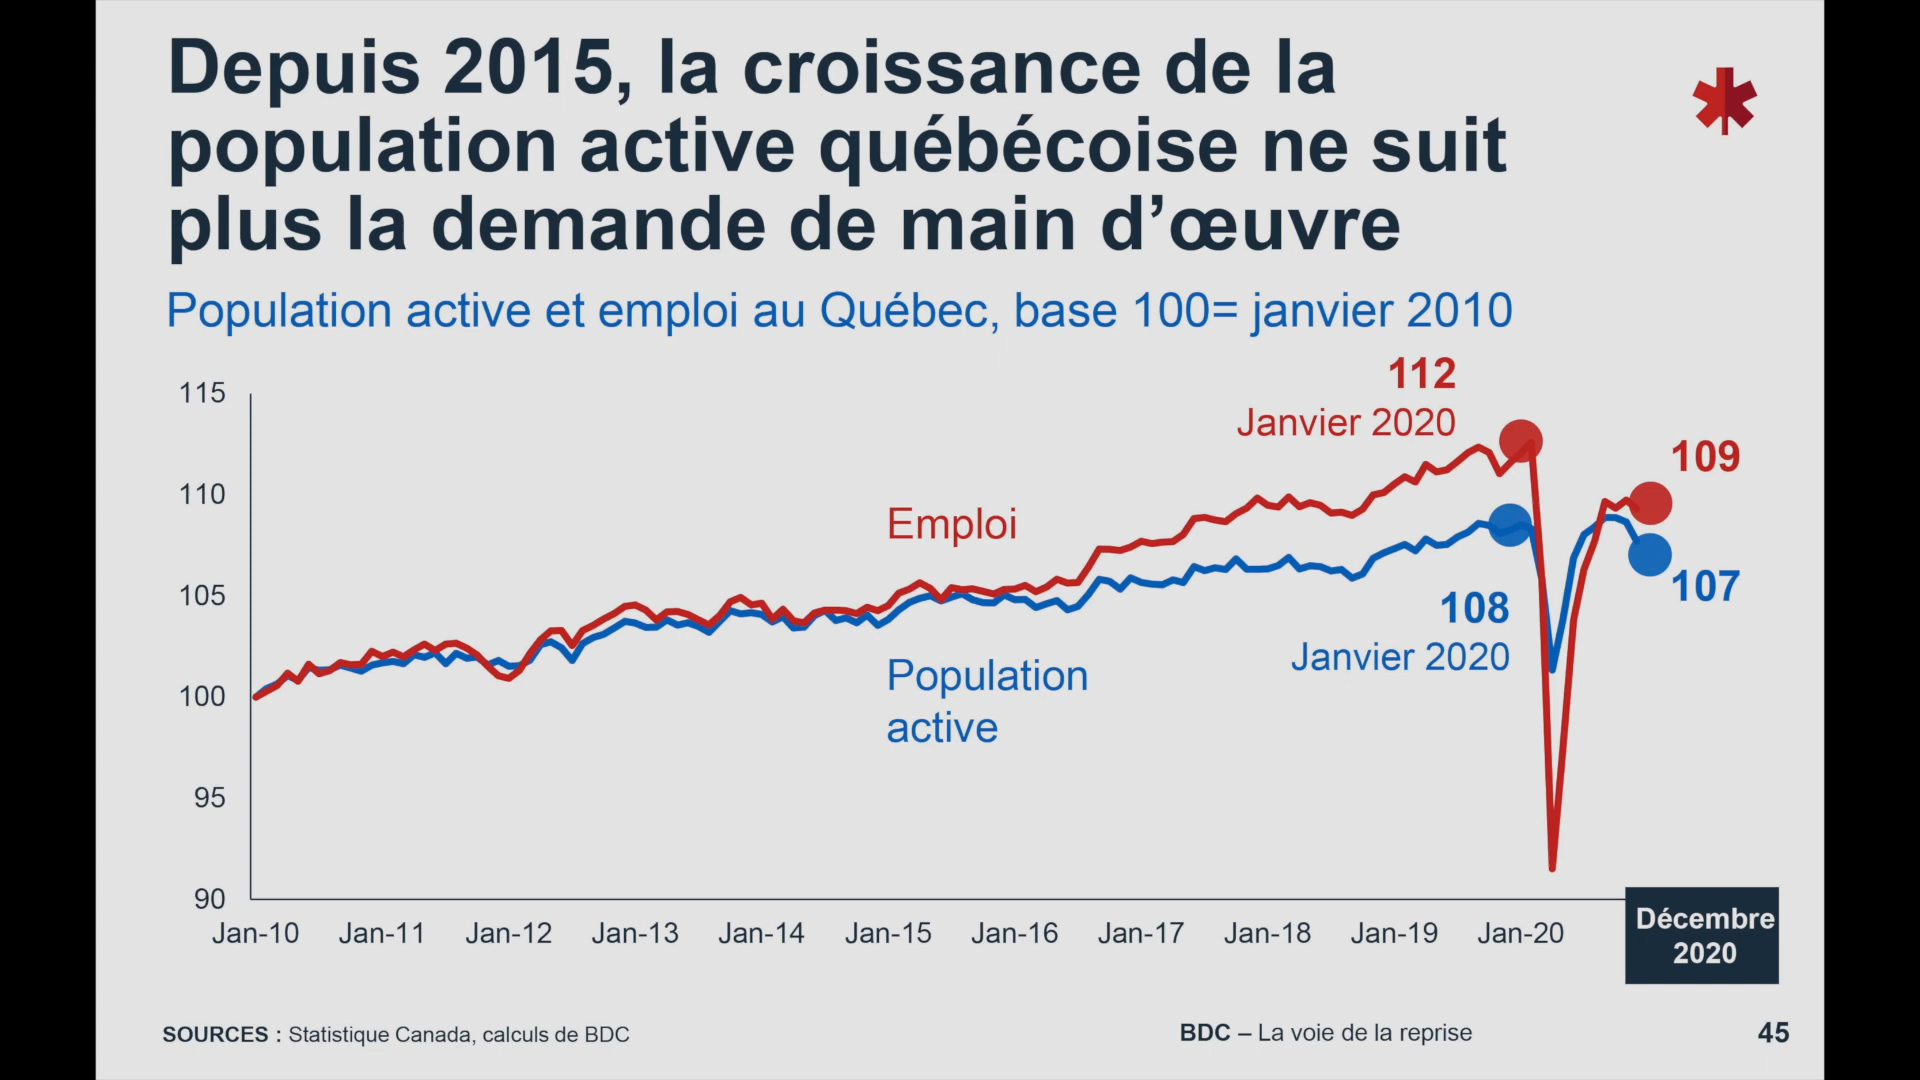 Depuis 2015, la croissance de la
population active québécoise ne suit
plus la demande de main d’œuvre
Population active et emploi au Québec, base 100= janvier 2010
115
110
105
100
95
90
112
Janvier 2020
109
Emploi
107
108
Janvier 2020
Population
active
Jan-10 Jan-11 Jan-12 Jan-13 Jan-14 Jan-15 Jan-16 Jan-17 Jan-18 Jan-19 Jan-20
Décembre
2020
SOURCES : Statistique Canada, calculs de BDC
BDC – La voie de la reprise
45